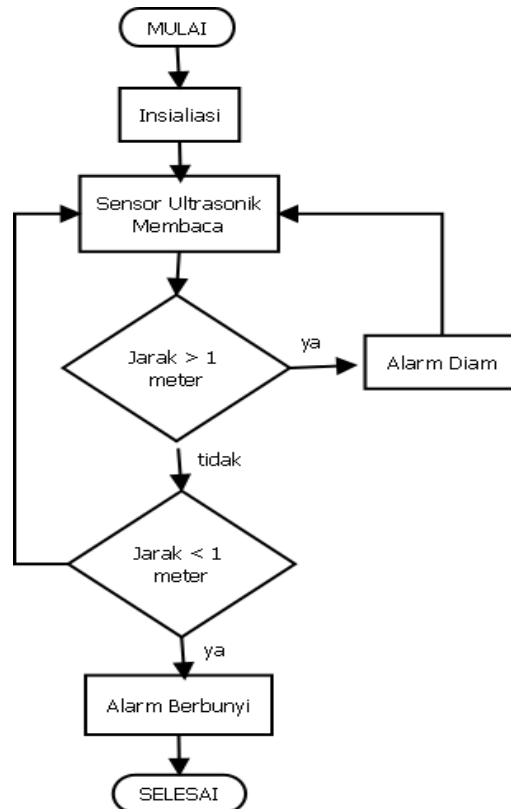 MULAI
Insialiasi
Sensor Ultrasonik
Membaca
Jarak > 1
meter
ya
Alarm Diam
tidak
Jarak < 1
meter
ya
Alarm Berbunyi
SELESAI